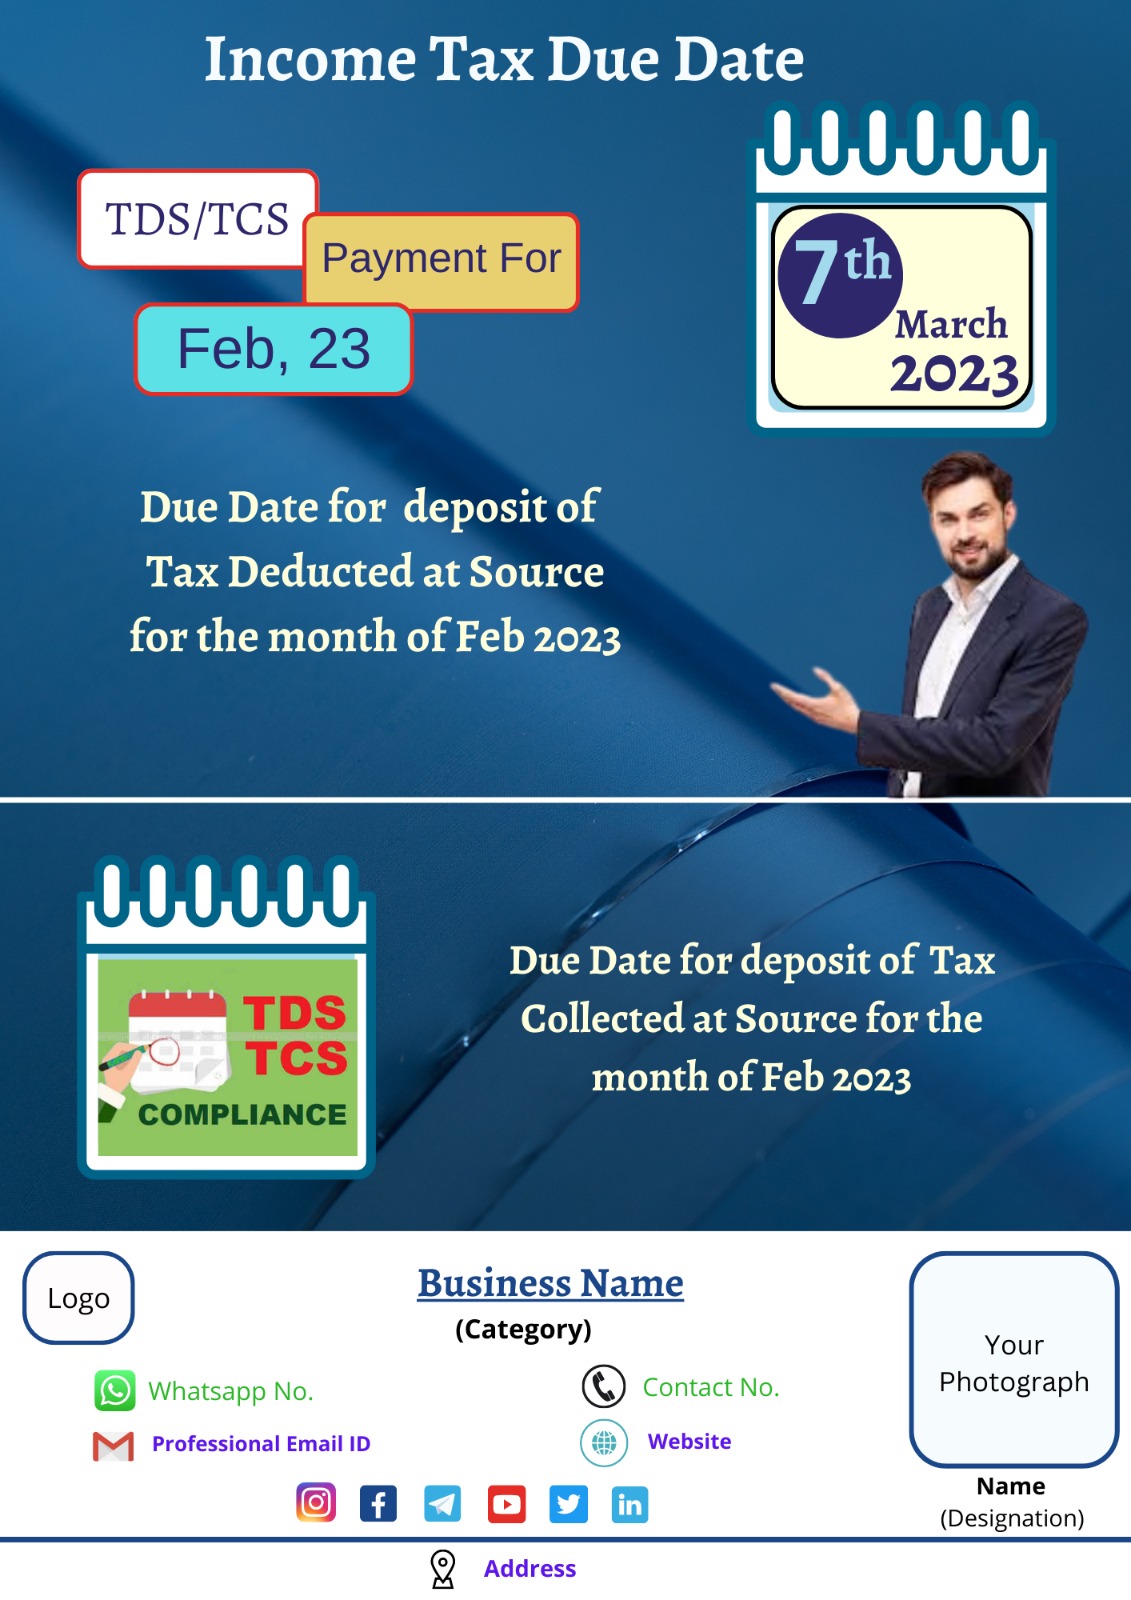 Income Tax Due Date
TDS/TCS
Payment For
Feb, 23
7th
March
2023
Due Date for deposit of
Tax Deducted at Source
for the month of Feb 2023
TDS
TCS
COMPLIANCE
Due Date for deposit of Tax
Collected at Source for the
month of Feb 2023
Logo
Business Name
(Category)
Whatsapp No.
Contact No.
Professional Email ID
Website
Your
Photograph
Name
(Designation)
Address